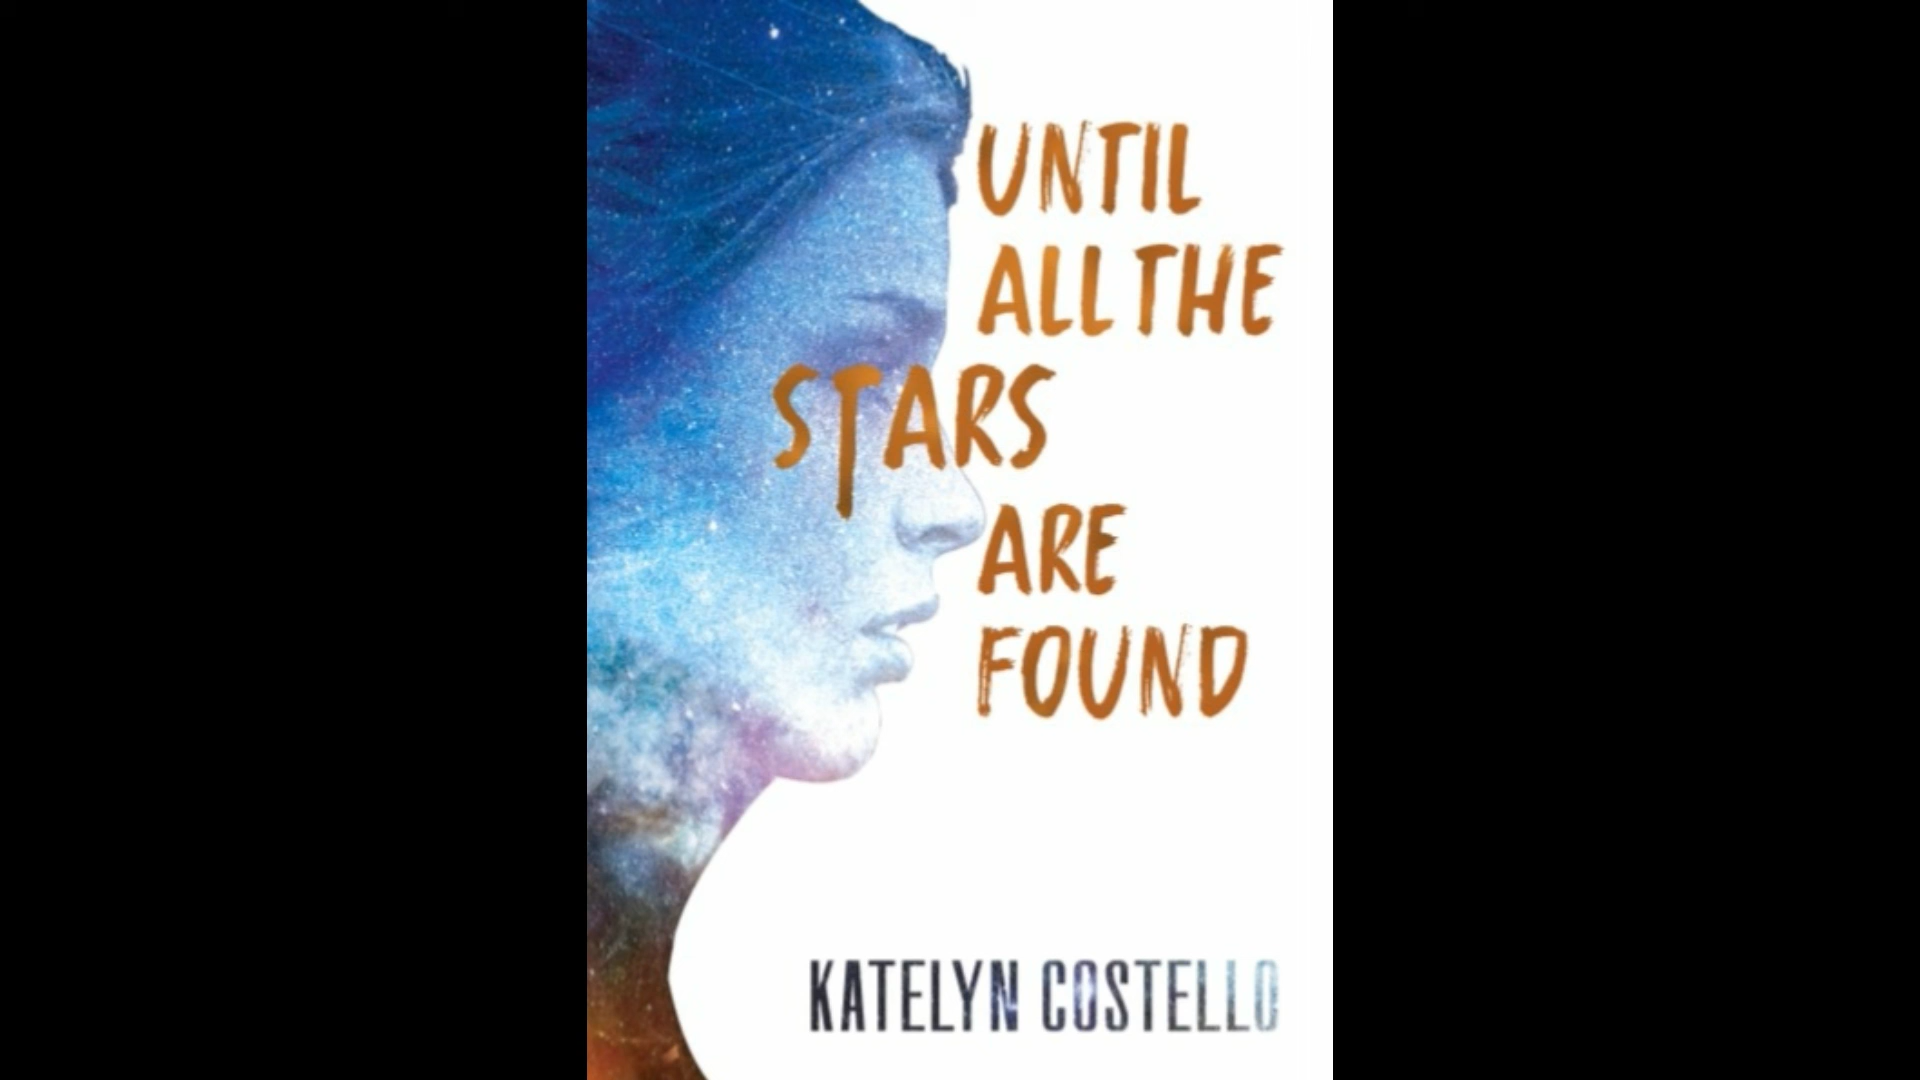 UNTIL
ALL THE
STARS
ARE
FOUND
KATELYN COSTELLO